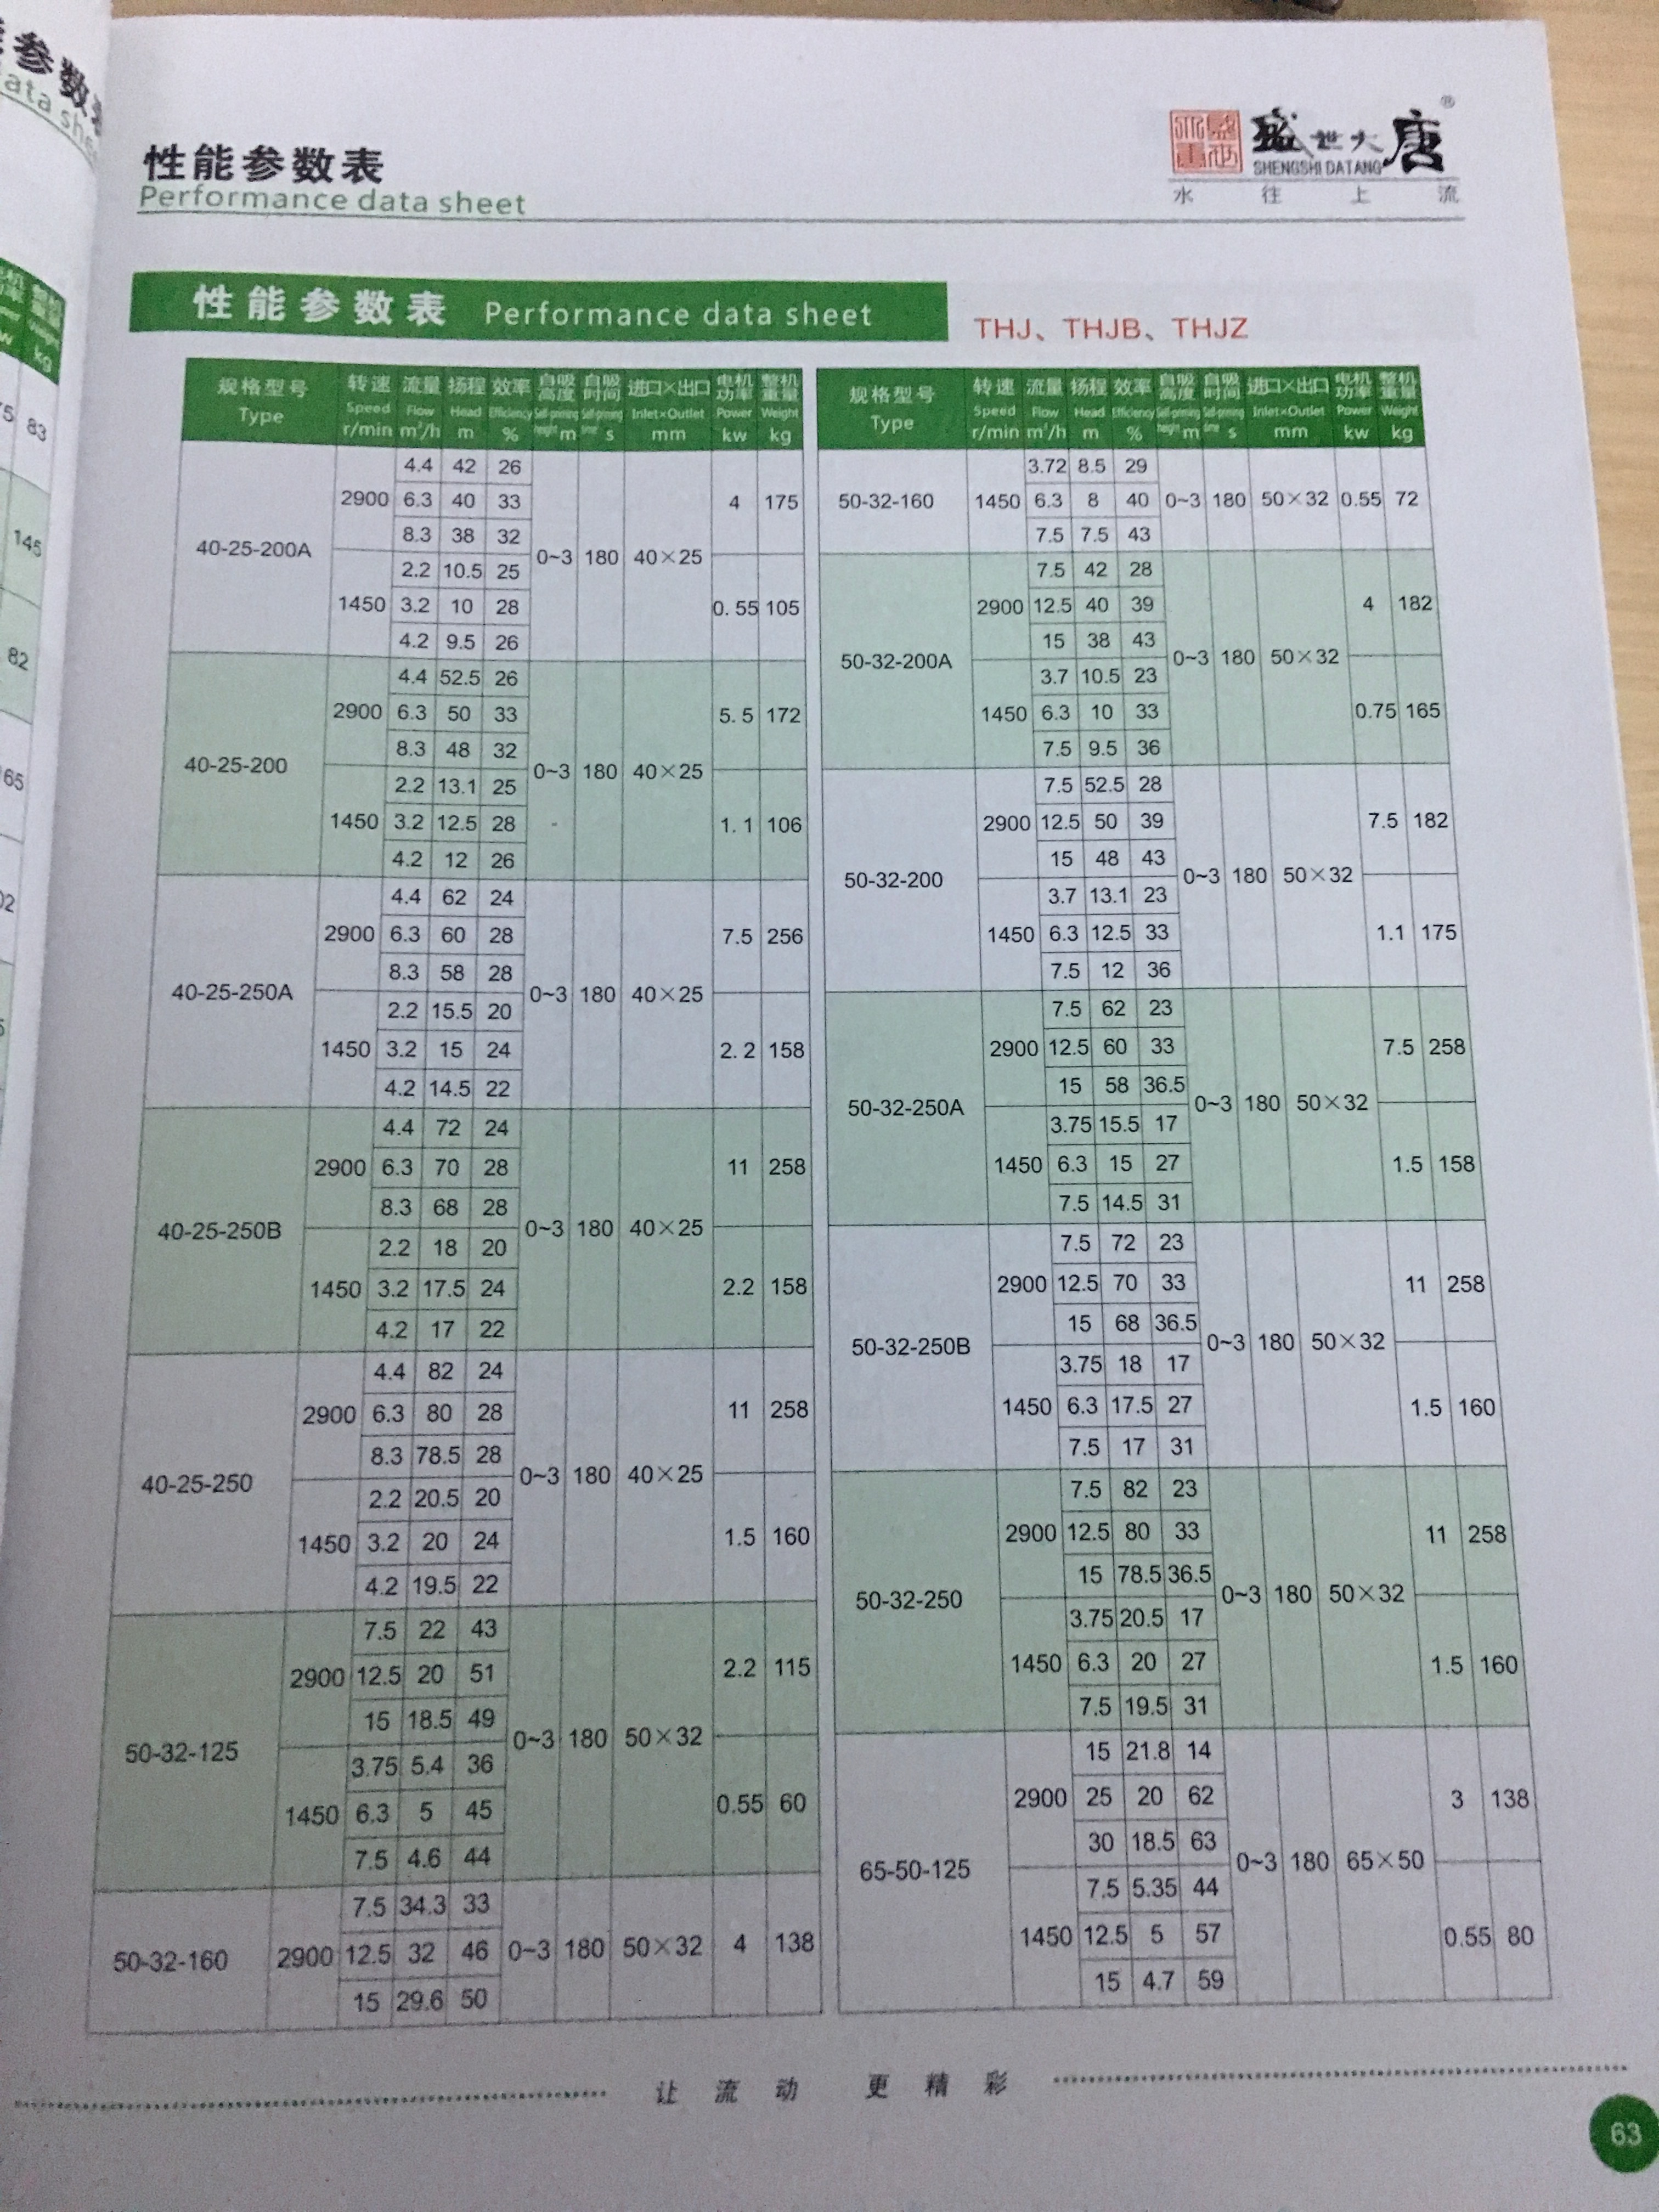 参数
ata she
83
145
82
65
性能参数表
Performance data sheet
盛世大唐®
SHENGSHI DATANG
水往上流
性能参数表 Performance data sheet
THJ、THJB、THJZ
规格型号 转速 流量 扬程 效率 自吸高度 自吸时间 进口×出口 电机功率 整机重量
Type Speed Flow Head Efficiency Self-priming height Self-priming time Inlet×Outlet Power Weight
r/min m³/h m % m s mm kw kg
4.4 42 26
2900 6.3 40 33 4 175
8.3 38 32
40-25-200A 0~3 180 40×25
2.2 10.5 25
1450 3.2 10 28 0.55 105
4.2 9.5 26
4.4 52.5 26
2900 6.3 50 33 5.5 172
8.3 48 32
40-25-200 0~3 180 40×25
2.2 13.1 25
1450 3.2 12.5 28 1.1 106
4.2 12 26
4.4 62 24
2900 6.3 60 28 7.5 256
8.3 58 28
40-25-250A 0~3 180 40×25
2.2 15.5 20
1450 3.2 15 24 2.2 158
4.2 14.5 22
4.4 72 24
2900 6.3 70 28 11 258
8.3 68 28
40-25-250B 0~3 180 40×25
2.2 18 20
1450 3.2 17.5 24 2.2 158
4.2 17 22
4.4 82 24
2900 6.3 80 28 11 258
8.3 78.5 28
40-25-250 0~3 180 40×25
2.2 20.5 20
1450 3.2 20 24 1.5 160
4.2 19.5 22
7.5 22 43
2900 12.5 20 51 2.2 115
15 18.5 49
50-32-125 0~3 180 50×32
3.75 5.4 36
1450 6.3 5 45 0.55 60
7.5 4.6 44
7.5 34.3 33
50-32-160 2900 12.5 32 46 0~3 180 50×32 4 138
15 29.6 50
规格型号 转速 流量 扬程 效率 自吸高度 自吸时间 进口×出口 电机功率 整机重量
Type Speed Flow Head Efficiency Self-priming height Self-priming time Inlet×Outlet Power Weight
r/min m³/h m % m s mm kw kg
3.72 8.5 29
50-32-160 1450 6.3 8 40 0~3 180 50×32 0.55 72
7.5 7.5 43
7.5 42 28
2900 12.5 40 39 4 182
15 38 43
50-32-200A 0~3 180 50×32
3.7 10.5 23
1450 6.3 10 33 0.75 165
7.5 9.5 36
7.5 52.5 28
2900 12.5 50 39 7.5 182
15 48 43
50-32-200 0~3 180 50×32
3.7 13.1 23
1450 6.3 12.5 33 1.1 175
7.5 12 36
7.5 62 23
2900 12.5 60 33 7.5 258
15 58 36.5
50-32-250A 0~3 180 50×32
3.75 15.5 17
1450 6.3 15 27 1.5 158
7.5 14.5 31
7.5 72 23
2900 12.5 70 33 11 258
15 68 36.5
50-32-250B 0~3 180 50×32
3.75 18 17
1450 6.3 17.5 27 1.5 160
7.5 17 31
7.5 82 23
2900 12.5 80 33 11 258
15 78.5 36.5
50-32-250 0~3 180 50×32
3.75 20.5 17
1450 6.3 20 27 1.5 160
7.5 19.5 31
15 21.8 14
2900 25 20 62 3 138
30 18.5 63
65-50-125 0~3 180 65×50
7.5 5.35 44
1450 12.5 5 57 0.55 80
15 4.7 59
让流动 更精彩
63